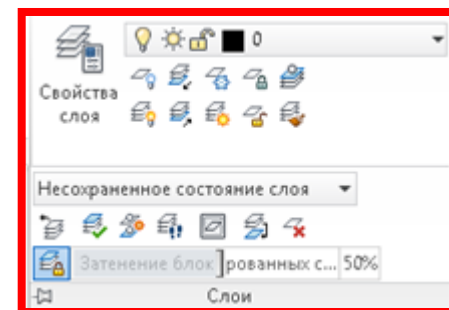 0
Свойства
слоя
Несохраненное состояние слоя
Затенение блок рованных с... 50%
Слои